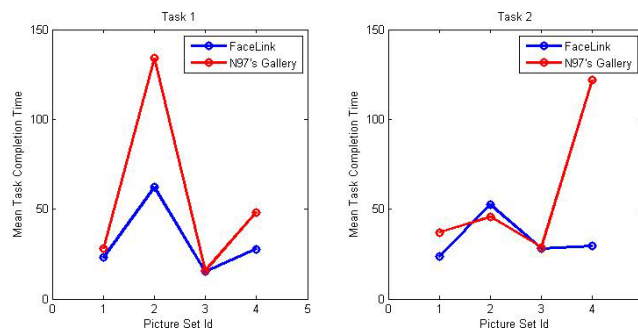 Task 1
150
100
50
0
Mean Task Completion Time
0 1 2 3 4 5
Picture Set Id
FaceLink
N97's Gallery
Task 2
150
100
50
0
Mean Task Completion Time
0 1 2 3 4
Picture Set Id
FaceLink
N97's Gallery